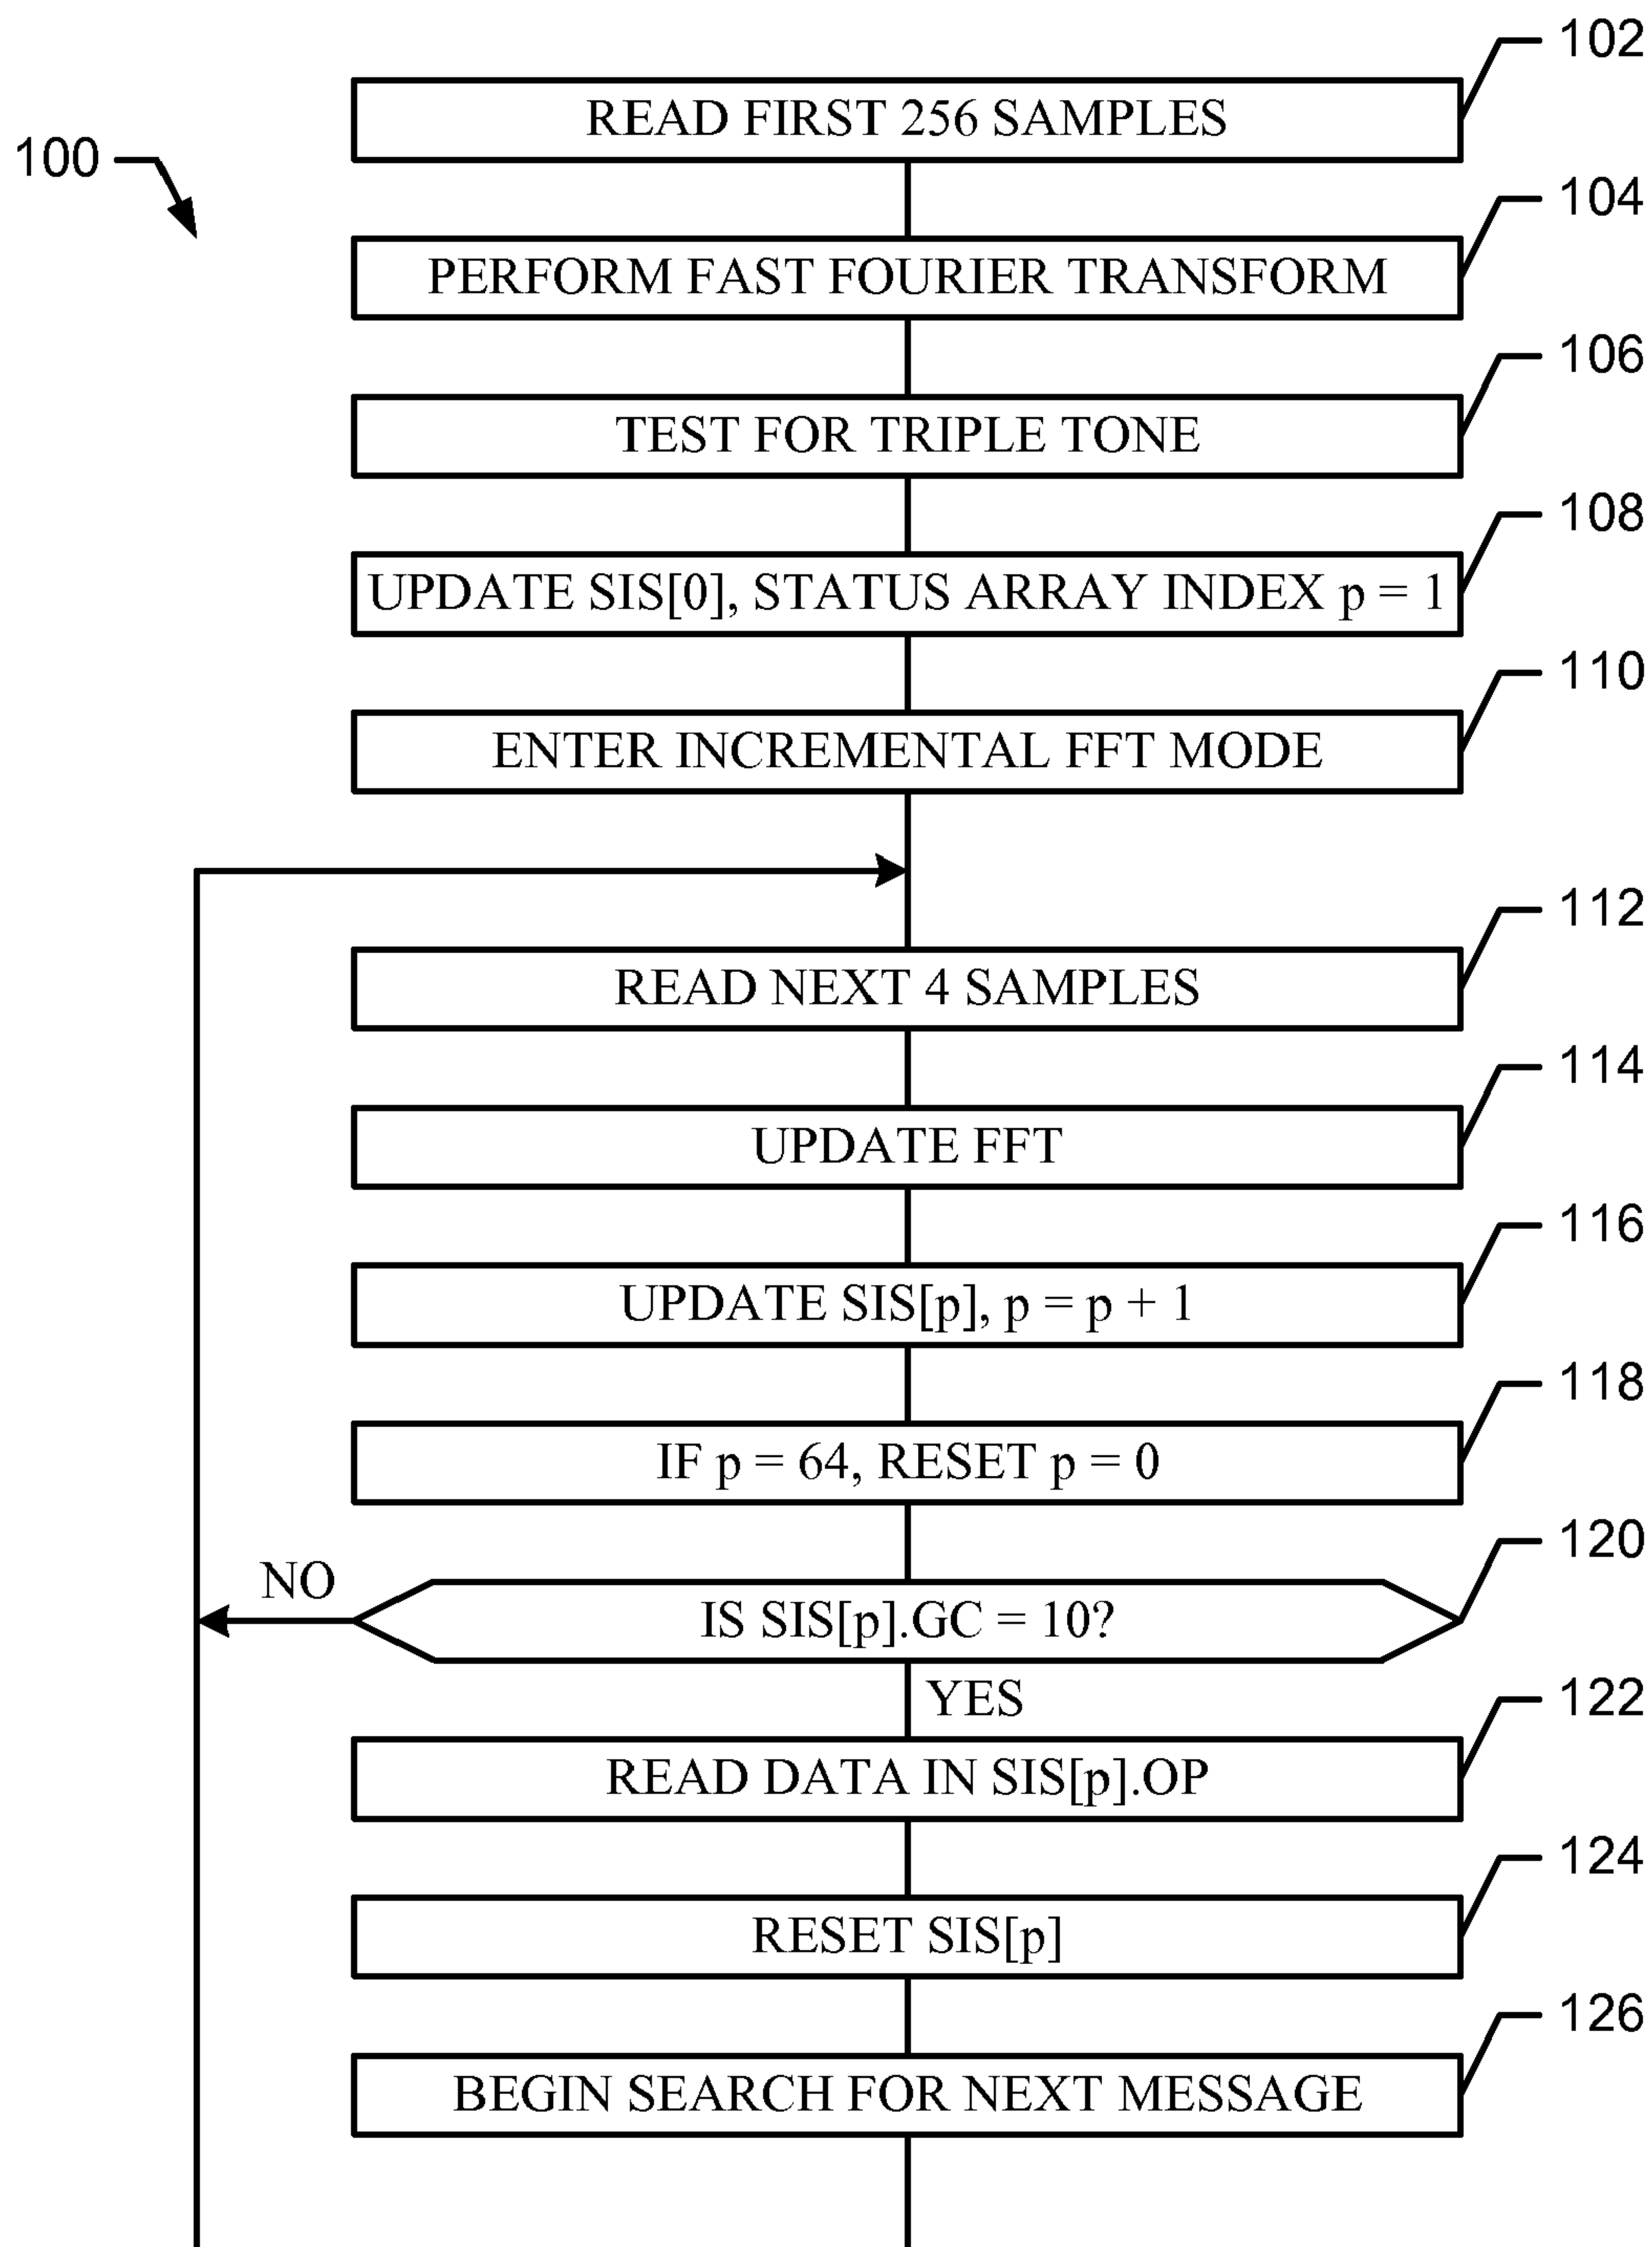 102
READ FIRST 256 SAMPLES
100
104
PERFORM FAST FOURIER TRANSFORM
106
TEST FOR TRIPLE TONE
108
UPDATE SIS[0], STATUS ARRAY INDEX p = 1
110
ENTER INCREMENTAL FFT MODE
112
READ NEXT 4 SAMPLES
114
UPDATE FFT
116
UPDATE SIS[p], p = p + 1
118
IF p = 64, RESET p = 0
120
NO
IS SIS[p].GC = 10?
YES
122
READ DATA IN SIS[p].OP
124
RESET SIS[p]
126
BEGIN SEARCH FOR NEXT MESSAGE